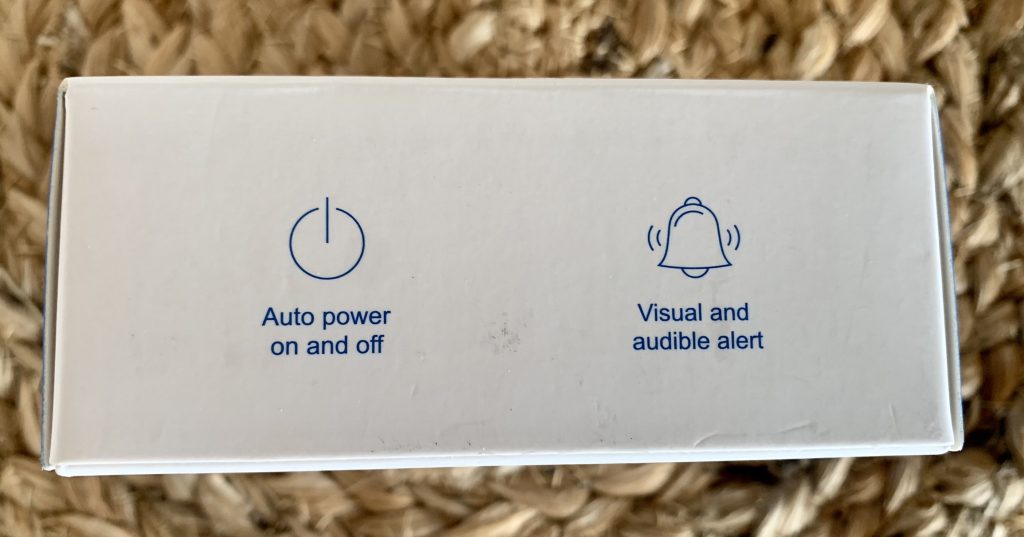 Auto power
on and off
Visual and
audible alert